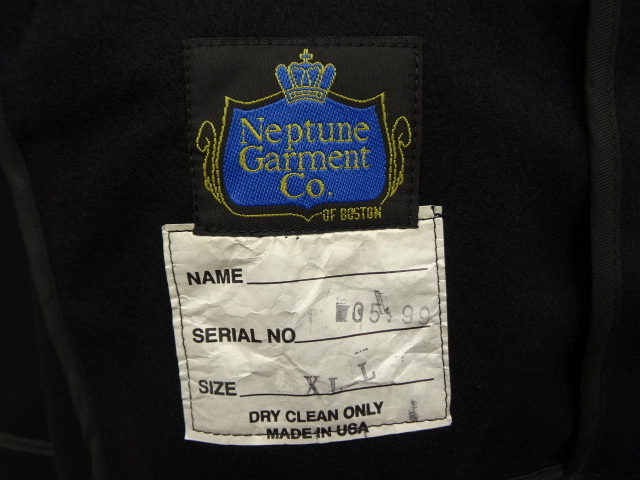 Neptune
Garment
Co.
OF BOSTON
NAME
SERIAL NO 05.99
SIZE XL L
DRY CLEAN ONLY
MADE IN USA